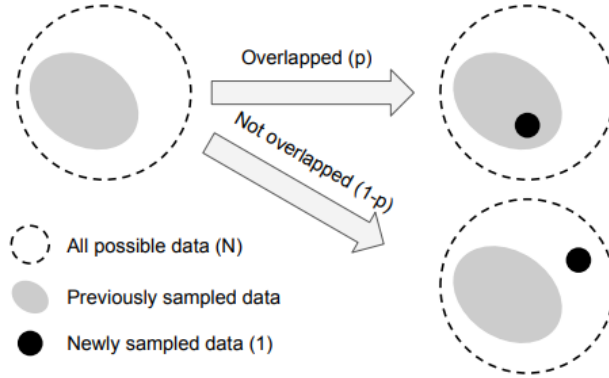 Overlapped (p)
Not overlapped (1-p)
All possible data (N)
Previously sampled data
Newly sampled data (1)